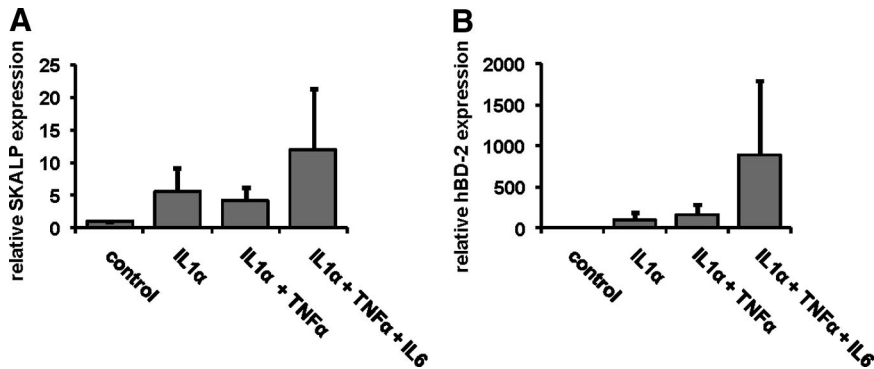 A
relative SKALP expression
25
20
15
10
5
0
control
IL1α
IL1α + TNFα
IL1α + TNFα + IL6
B
relative hBD-2 expression
2000
1500
1000
500
0
control
IL1α
IL1α + TNFα
IL1α + TNFα + IL6